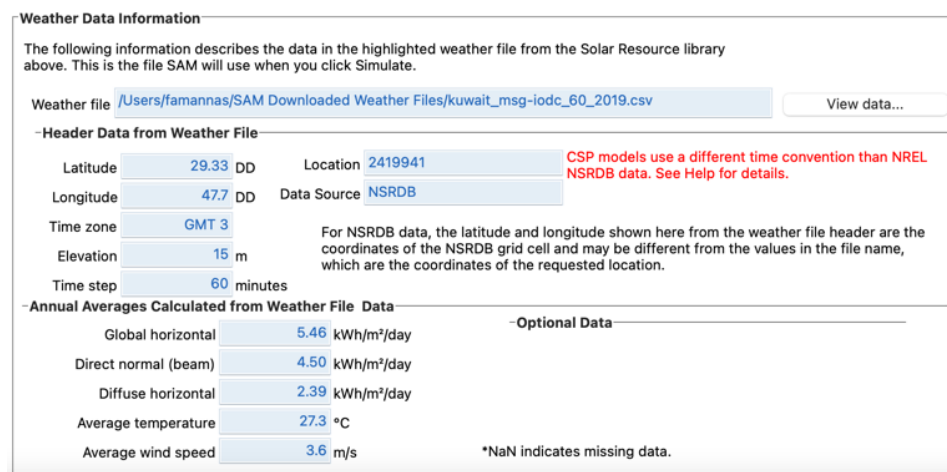 Weather Data Information
The following information describes the data in the highlighted weather file from the Solar Resource library
above. This is the file SAM will use when you click Simulate.
Weather file /Users/famannas/SAM Downloaded Weather Files/kuwait_msg-iodc_60_2019.csv View data...
Header Data from Weather File
Latitude 29.33 DD
Longitude 47.7 DD
Time zone GMT 3
Elevation 15 m
Time step 60 minutes
Location 2419941
Data Source NSRDB
CSP models use a different time convention than NREL
NSRDB data. See Help for details.
For NSRDB data, the latitude and longitude shown here from the weather file header are the
coordinates of the NSRDB grid cell and may be different from the values in the file name,
which are the coordinates of the requested location.
Annual Averages Calculated from Weather File Data
Global horizontal 5.46 kWh/m²/day
Direct normal (beam) 4.50 kWh/m²/day
Diffuse horizontal 2.39 kWh/m²/day
Average temperature 27.3 °C
Average wind speed 3.6 m/s
Optional Data
*NaN indicates missing data.